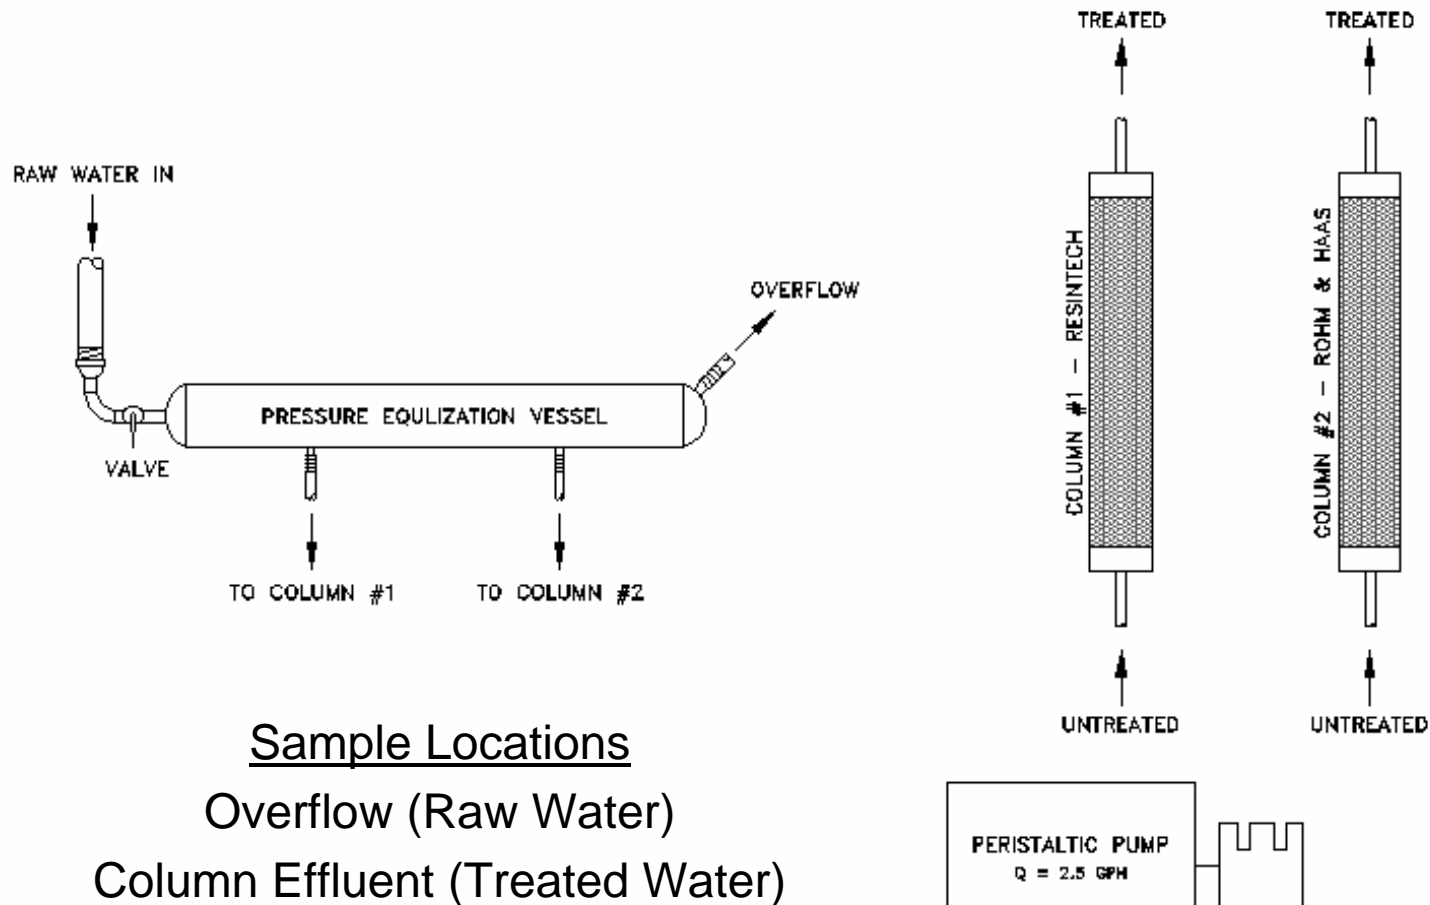 TREATED
TREATED
RAW WATER IN
OVERFLOW
PRESSURE EQULIZATION VESSEL
VALVE
TO COLUMN #1
TO COLUMN #2
COLUMN #1 - RESINTECH
COLUMN #2 - ROHM & HAAS
UNTREATED
UNTREATED
Sample Locations
Overflow (Raw Water)
Column Effluent (Treated Water)
PERISTALTIC PUMP
Q = 2.5 GPH